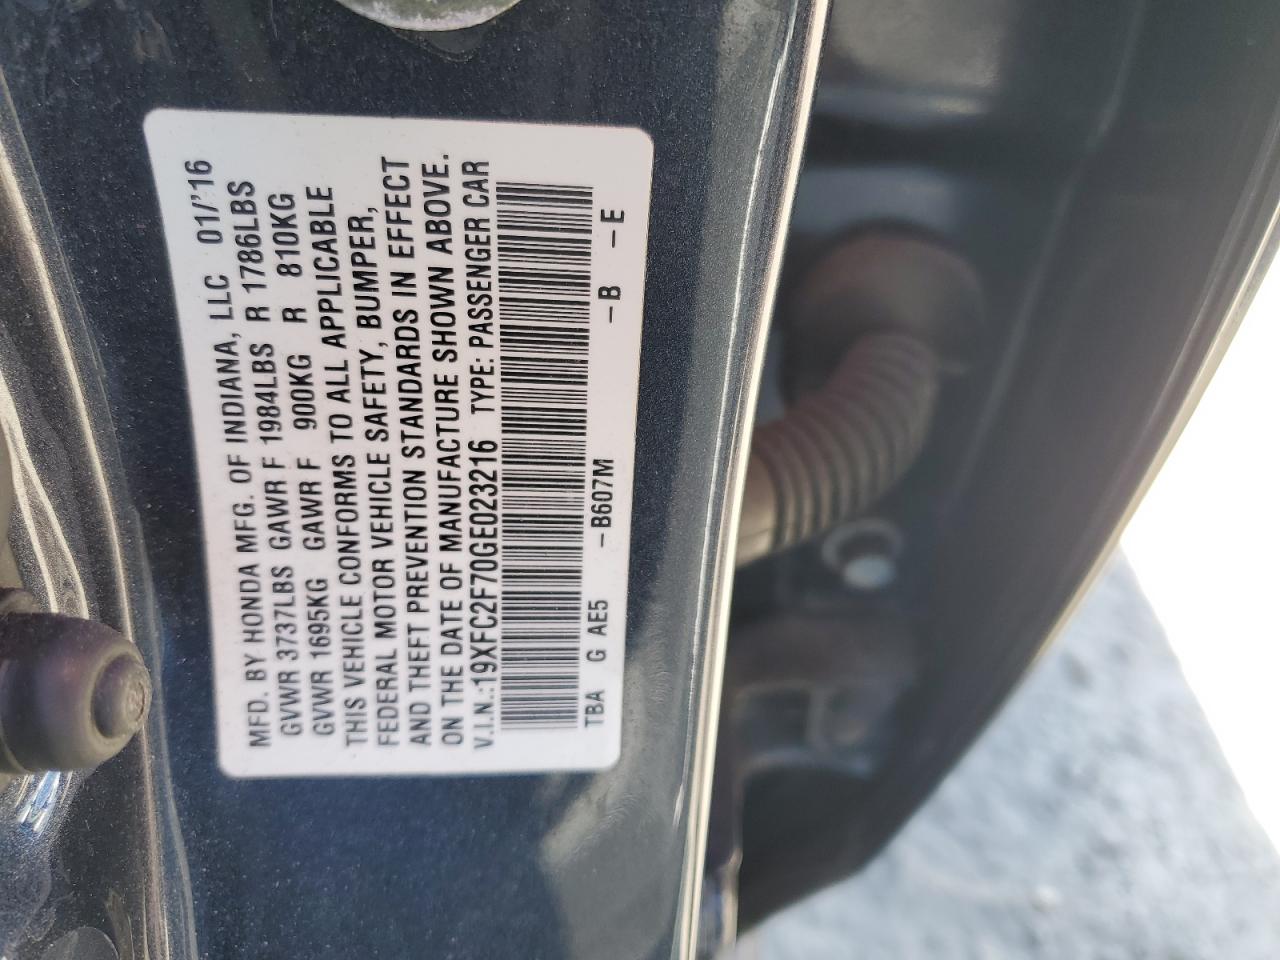 MFD. BY HONDA MFG. OF INDIANA, LLC 01/'16
GVWR 3737LBS GAWR F 1984LBS R 1786LBS
GVWR 1695KG GAWR F 900KG R 810KG
THIS VEHICLE CONFORMS TO ALL APPLICABLE
FEDERAL MOTOR VEHICLE SAFETY, BUMPER,
AND THEFT PREVENTION STANDARDS IN EFFECT
ON THE DATE OF MANUFACTURE SHOWN ABOVE.
V.I.N.:19XFC2F70GE023216 TYPE: PASSENGER CAR
TBA G AE5 -B607M -B -E